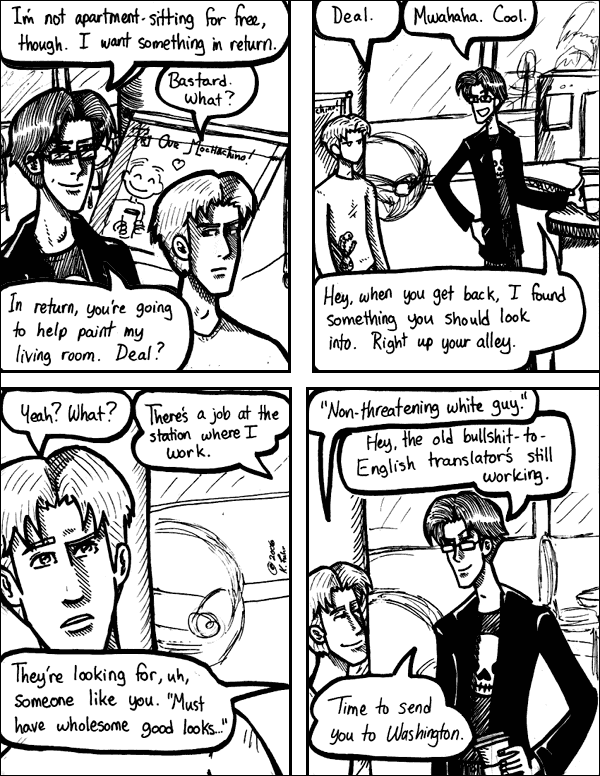 I'm not apartment-sitting for free,
though. I want something in return.
Bastard.
What?
Our Mochachino!
In return, you're going
to help paint my
living room. Deal?
Deal.
Mwahaha. Cool.
Hey, when you get back, I found
something you should look
into. Right up your alley.
Yeah? What?
There's a job at the
station where I
work.
© 2006
They're looking for, uh,
someone like you. "Must
have wholesome good looks..."
"Non-threatening white guy."
Hey, the old bullshit-to-
English translator's still
working.
Time to send
you to Washington.